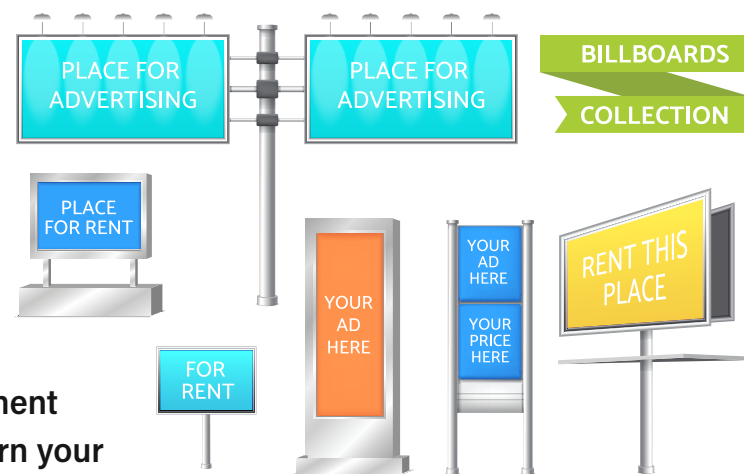 PLACE FOR
ADVERTISING
PLACE FOR
ADVERTISING
BILLBOARDS
COLLECTION
PLACE
FOR RENT
YOUR
AD
HERE
YOUR
AD
HERE
YOUR
PRICE
HERE
RENT THIS
PLACE
FOR
RENT
your